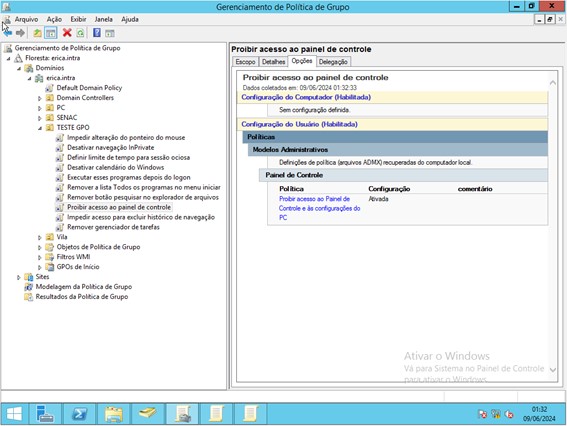 Gerenciamento de Política de Grupo
Arquivo Ação Exibir Janela Ajuda
Gerenciamento de Política de Grupo
Floresta: erica.intra
Domínios
erica.intra
Default Domain Policy
Domain Controllers
PC
SENAC
TESTE GPO
Impedir alteração do ponteiro do mouse
Desativar navegação InPrivate
Definir limite de tempo para sessão ociosa
Desativar calendário do Windows
Executar esses programas depois do logon
Remover a lista Todos os programas no menu iniciar
Remover botão pesquisar no explorador de arquivos
Proibir acesso ao painel de controle
Impedir acesso para excluir histórico de navegação
Remover gerenciador de tarefas
Vila
Objetos de Política de Grupo
Filtros WMI
GPOs de Início
Sites
Modelagem da Política de Grupo
Resultados da Política de Grupo
Proibir acesso ao painel de controle
Escopo Detalhes Opções Delegação
Proibir acesso ao painel de controle
Dados coletados em: 09/06/2024 01:32:33
Configuração do Computador (Habilitada)
Sem configuração definida.
Configuração do Usuário (Habilitada)
Políticas
Modelos Administrativos
Definições de política (arquivos ADMX) recuperadas do computador local.
Painel de Controle
Política Configuração comentário
Proibir acesso ao Painel de Ativada
Controle e às configurações do
PC
Ativar o Windows
Vá para Sistema no Painel de Controle
para ativar o Windows.
01:32
09/06/2024